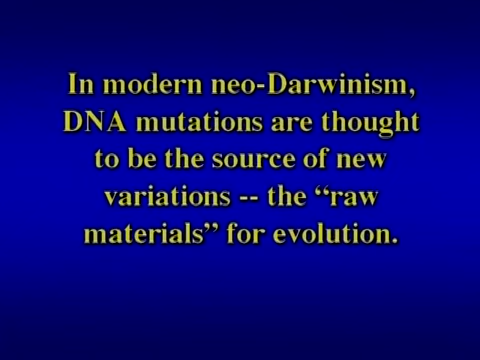 In modern neo-Darwinism,
DNA mutations are thought
to be the source of new
variations -- the “raw
materials” for evolution.